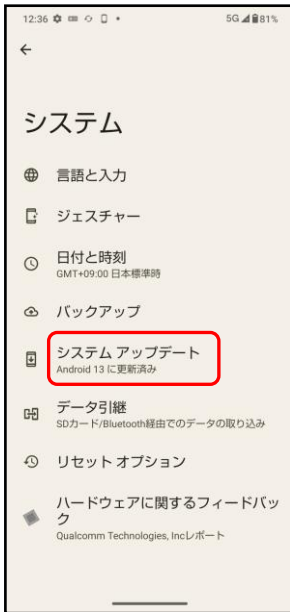 12:36 5G 81%
システム
言語と入力
ジェスチャー
日付と時刻
GMT+09:00 日本標準時
バックアップ
システム アップデート
Android 13 に更新済み
データ引継
SDカード/Bluetooth経由でのデータの取り込み
リセット オプション
ハードウェアに関するフィードバッ
ク
Qualcomm Technologies, Incレポート